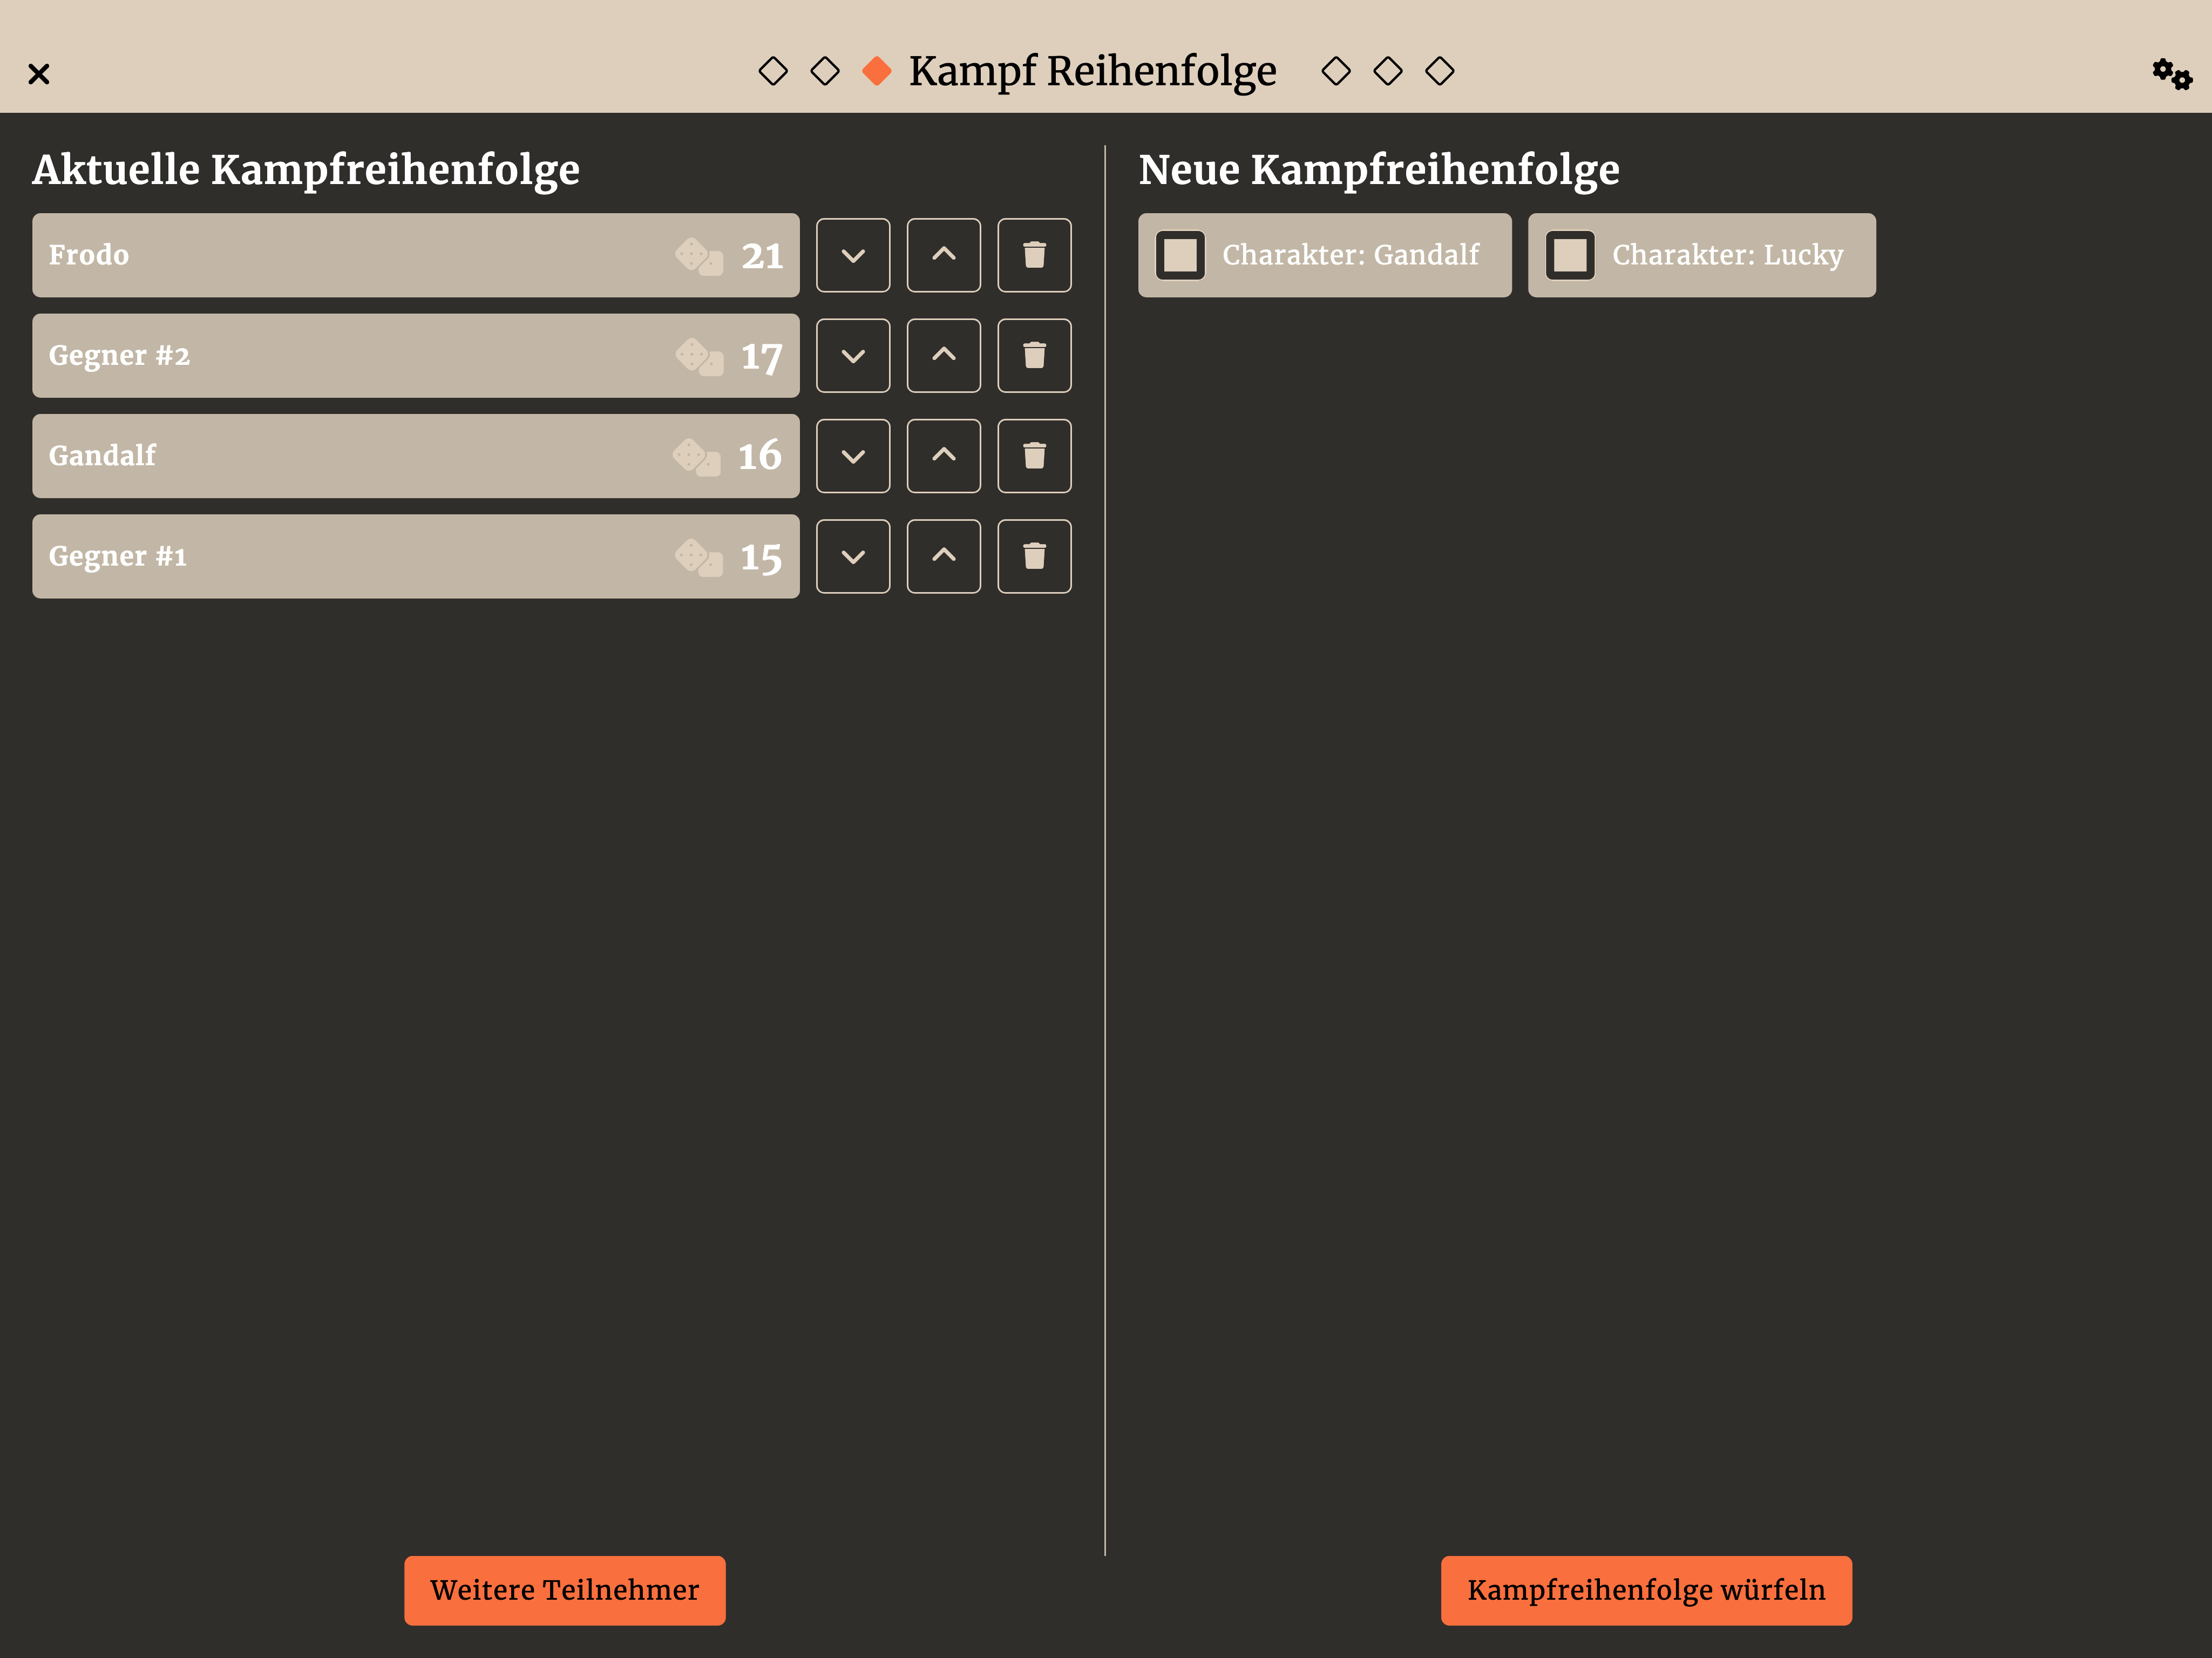 Kampf Reihenfolge
Aktuelle Kampfreihenfolge
Frodo 21
Gegner #2 17
Gandalf 16
Gegner #1 15
Weitere Teilnehmer
Neue Kampfreihenfolge
Charakter: Gandalf
Charakter: Lucky
Kampfreihenfolge würfeln